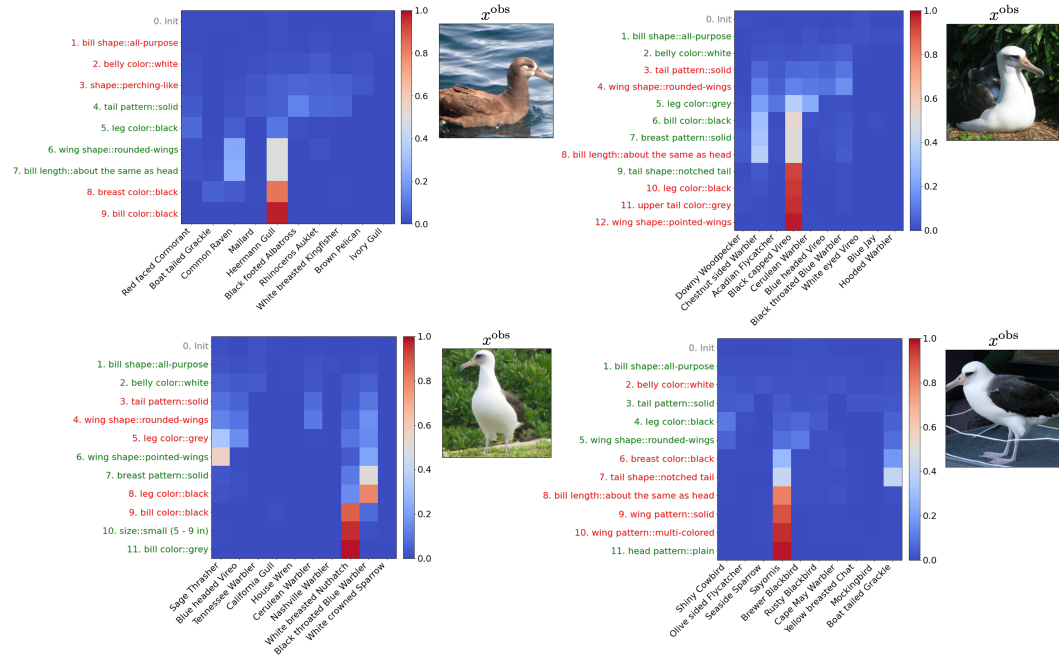 0. Init
1. bill shape::all-purpose
2. belly color::white
3. shape::perching-like
4. tail pattern::solid
5. leg color::black
6. wing shape::rounded-wings
7. bill length::about the same as head
8. breast color::black
9. bill color::black
Red faced Cormorant
Boat tailed Grackle
Common Raven
Mallard
Heermann Gull
Black footed Albatross
Rhinoceros Auklet
White breasted Kingfisher
Brown Pelican
Ivory Gull
1.0
0.8
0.6
0.4
0.2
0.0
x^obs
0. Init
1. bill shape::all-purpose
2. belly color::white
3. tail pattern::solid
4. wing shape::rounded-wings
5. leg color::grey
6. bill color::black
7. breast pattern::solid
8. bill length::about the same as head
9. tail shape::notched tail
10. leg color::black
11. upper tail color::grey
12. wing shape::pointed-wings
Downy Woodpecker
Chestnut sided Warbler
Acadian Flycatcher
Black capped Vireo
Cerulean Warbler
Blue headed Vireo
Black throated Blue Warbler
White eyed Vireo
Blue Jay
Hooded Warbler
1.0
0.8
0.6
0.4
0.2
0.0
x^obs
0. Init
1. bill shape::all-purpose
2. belly color::white
3. tail pattern::solid
4. wing shape::rounded-wings
5. leg color::grey
6. wing shape::pointed-wings
7. breast pattern::solid
8. leg color::black
9. bill color::black
10. size::small (5 - 9 in)
11. bill color::grey
Sage Thrasher
Blue headed Vireo
Tennessee Warbler
California Gull
House Wren
Cerulean Warbler
Nashville Warbler
White breasted Nuthatch
Black throated Blue Warbler
White crowned Sparrow
1.0
0.8
0.6
0.4
0.2
0.0
x^obs
0. Init
1. bill shape::all-purpose
2. belly color::white
3. tail pattern::solid
4. leg color::black
5. wing shape::rounded-wings
6. breast color::black
7. tail shape::notched tail
8. bill length::about the same as head
9. wing pattern::solid
10. wing pattern::multi-colored
11. head pattern::plain
Shiny Cowbird
Olive sided Flycatcher
Seaside Sparrow
Sayornis
Brewer Blackbird
Rusty Blackbird
Cape May Warbler
Yellow breasted Chat
Mockingbird
Boat tailed Grackle
1.0
0.8
0.6
0.4
0.2
0.0
x^obs